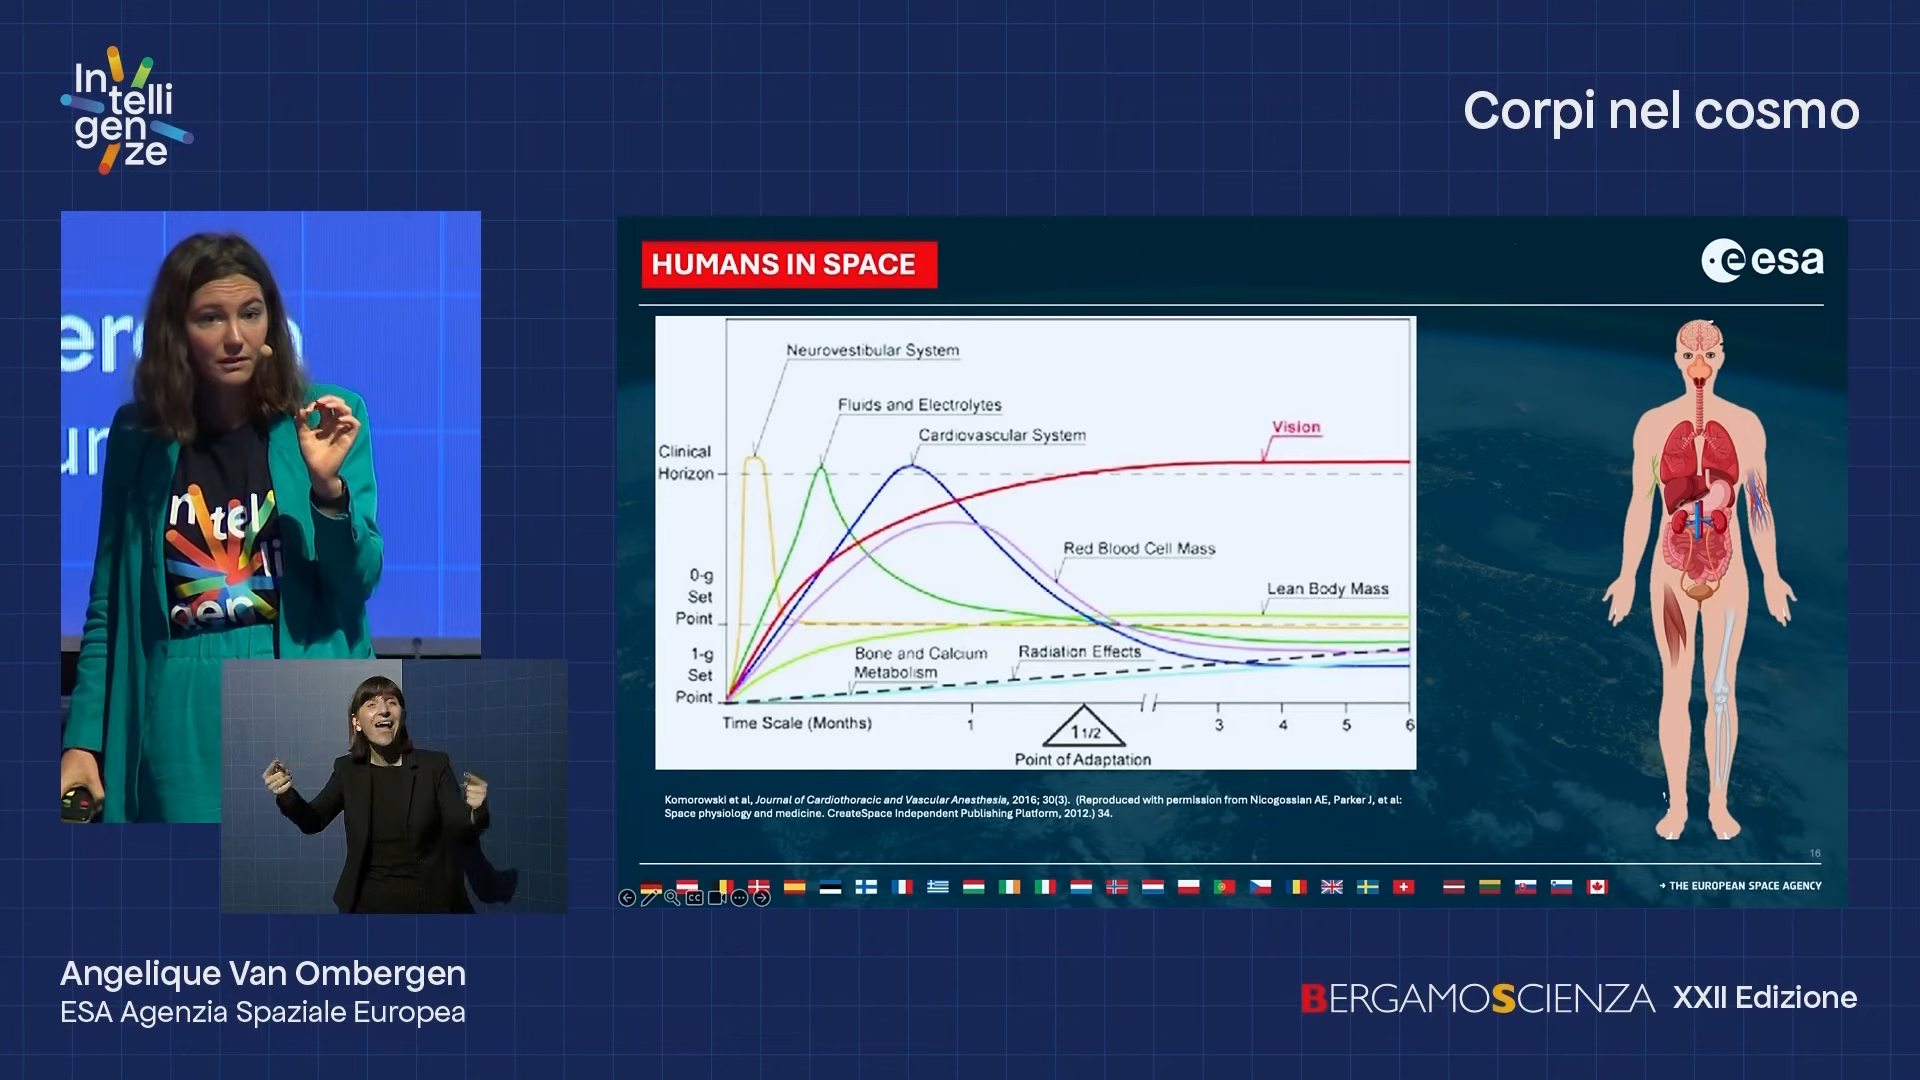 In
telli
gen
ze
Corpi nel cosmo
HUMANS IN SPACE
esa
Neurovestibular System
Fluids and Electrolytes
Cardiovascular System
Vision
Clinical
Horizon
Red Blood Cell Mass
0-g
Set
Point
Lean Body Mass
1-g
Set
Point
Bone and Calcium
Metabolism
Radiation Effects
Time Scale (Months)
1
1 1/2
3
4
5
6
Point of Adaptation
Komorowski et al, Journal of Cardiothoracic and Vascular Anesthesia, 2016; 30(3). (Reproduced with permission from Nicogossian AE, Parker J, et al:
Space physiology and medicine. CreateSpace Independent Publishing Platform, 2012.) 34.
16
→ THE EUROPEAN SPACE AGENCY
CC
Angelique Van Ombergen
ESA Agenzia Spaziale Europea
BERGAMOSCIENZA XXII Edizione